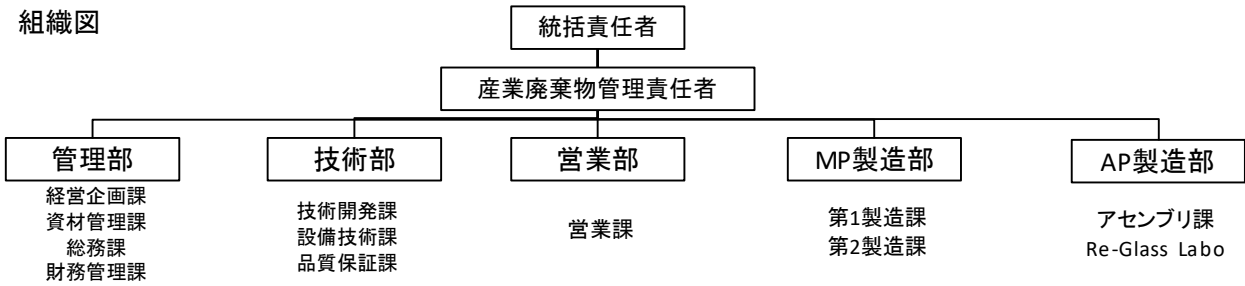 組織図
統括責任者
産業廃棄物管理責任者
管理部
経営企画課
資材管理課
総務課
財務管理課
技術部
技術開発課
設備技術課
品質保証課
営業部
営業課
MP製造部
第1製造課
第2製造課
AP製造部
アセンブリ課
Re-Glass Labo